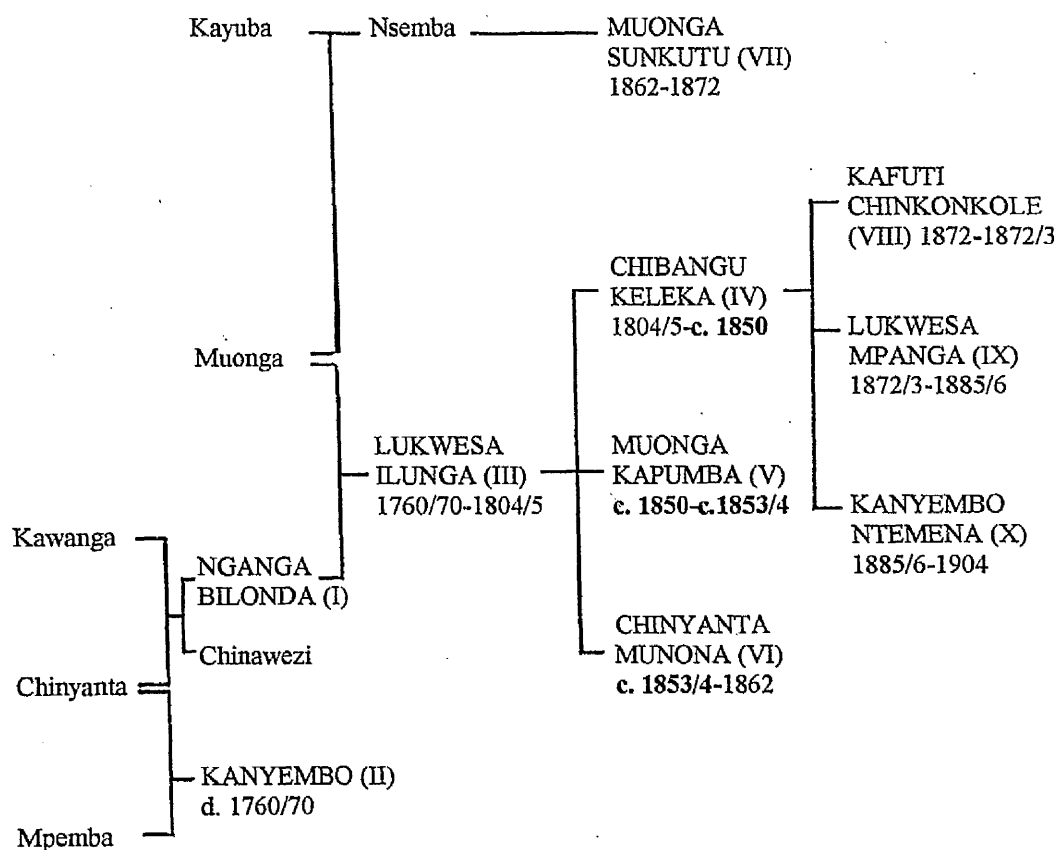 Kayuba
Nsemba
MUONGA
SUNKUTU (VII)
1862-1872
KAFUTI
CHINKONKOLE
(VIII) 1872-1872/3
CHIBANGU
KELEKA (IV)
1804/5-c. 1850
LUKWESA
MPANGA (IX)
1872/3-1885/6
Muonga
LUKWESA
ILUNGA (III)
1760/70-1804/5
MUONGA
KAPUMBA (V)
c. 1850-c.1853/4
KANYEMBO
NTEMENA (X)
1885/6-1904
Kawanga
NGANGA
BILONDA (I)
Chinawezi
CHINYANTA
MUNONA (VI)
c. 1853/4-1862
Chinyanta
KANYEMBO (II)
d. 1760/70
Mpemba